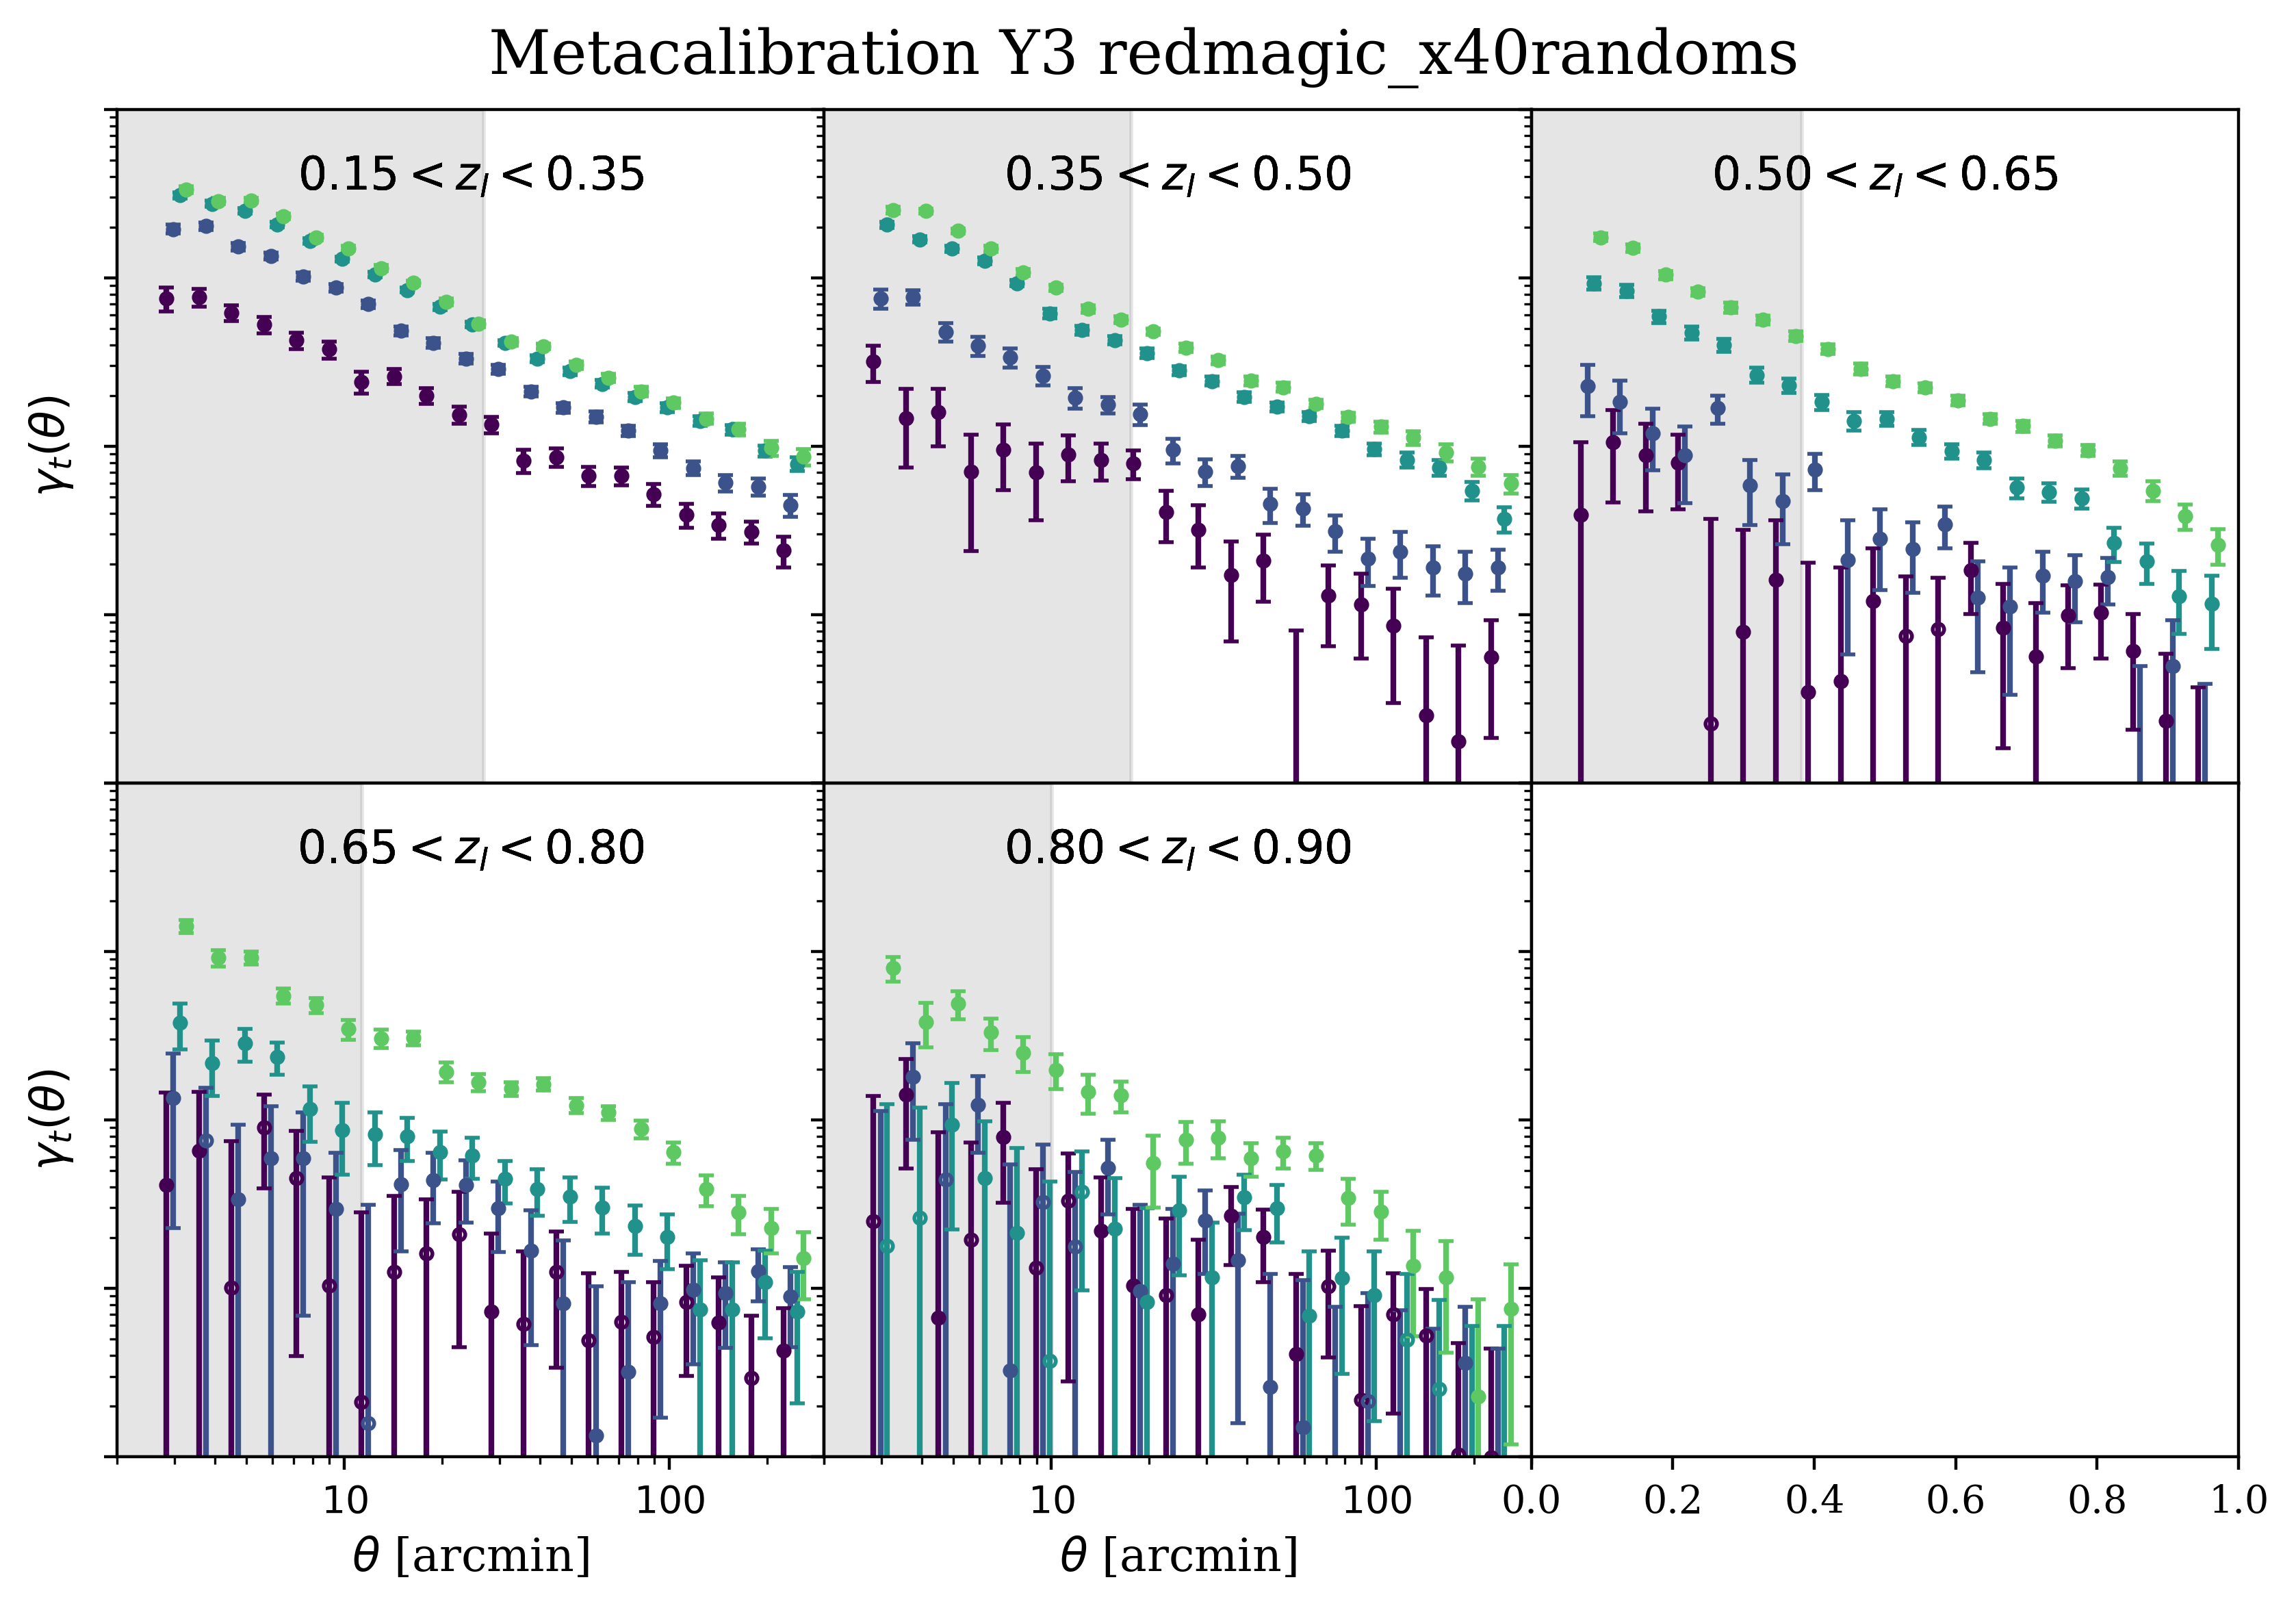 Metacalibration Y3 redmagic_x40randoms
0.15 < z_l < 0.35
0.35 < z_l < 0.50
0.50 < z_l < 0.65
γ_t(θ)
0.65 < z_l < 0.80
0.80 < z_l < 0.90
γ_t(θ)
10 100 10 100 0.0 0.2 0.4 0.6 0.8 1.0
θ [arcmin] θ [arcmin]